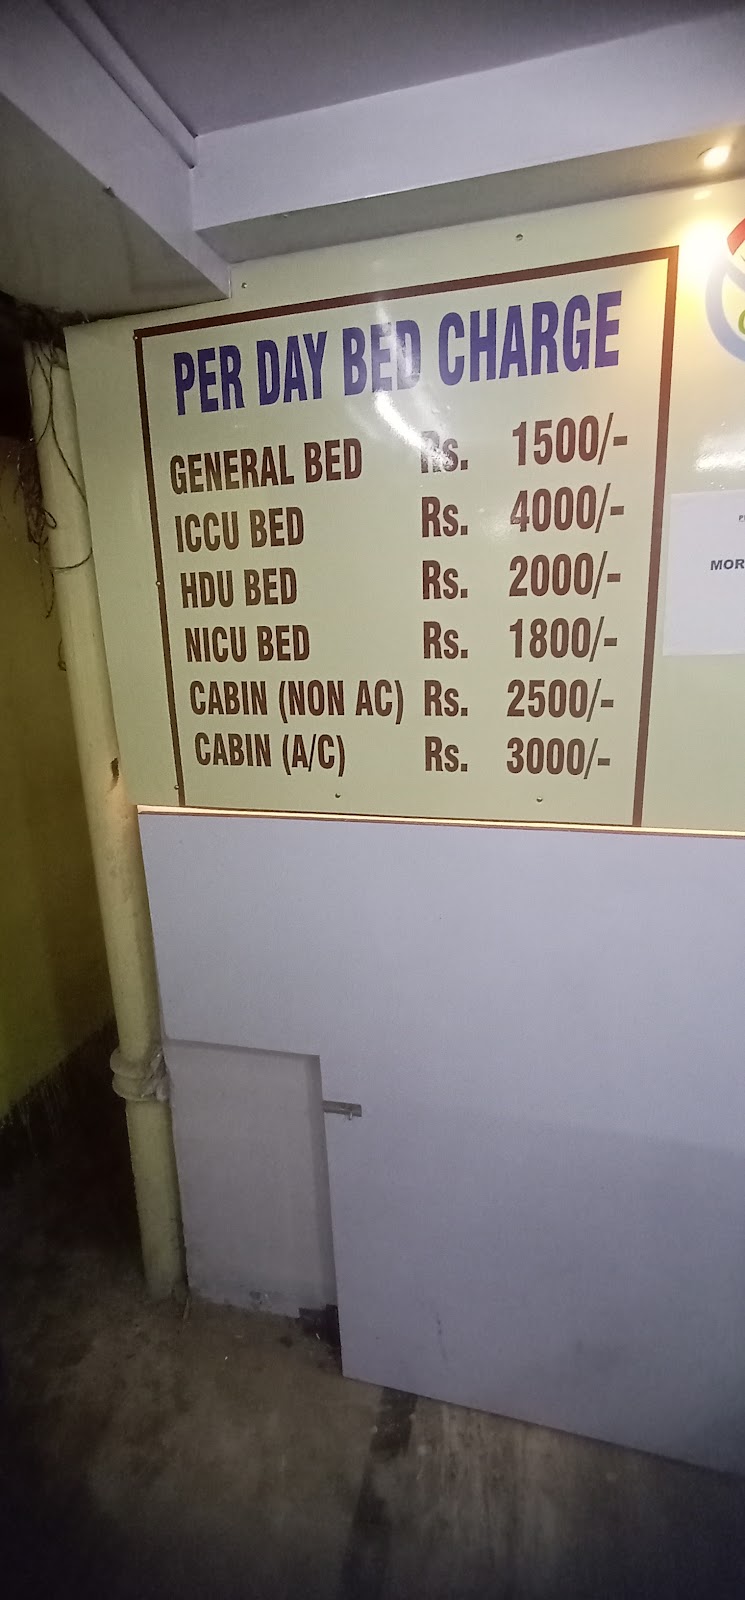 PER DAY BED CHARGE
GENERAL BED Rs. 1500/-
ICCU BED Rs. 4000/-
HDU BED Rs. 2000/-
NICU BED Rs. 1800/-
CABIN (NON AC) Rs. 2500/-
CABIN (A/C) Rs. 3000/-